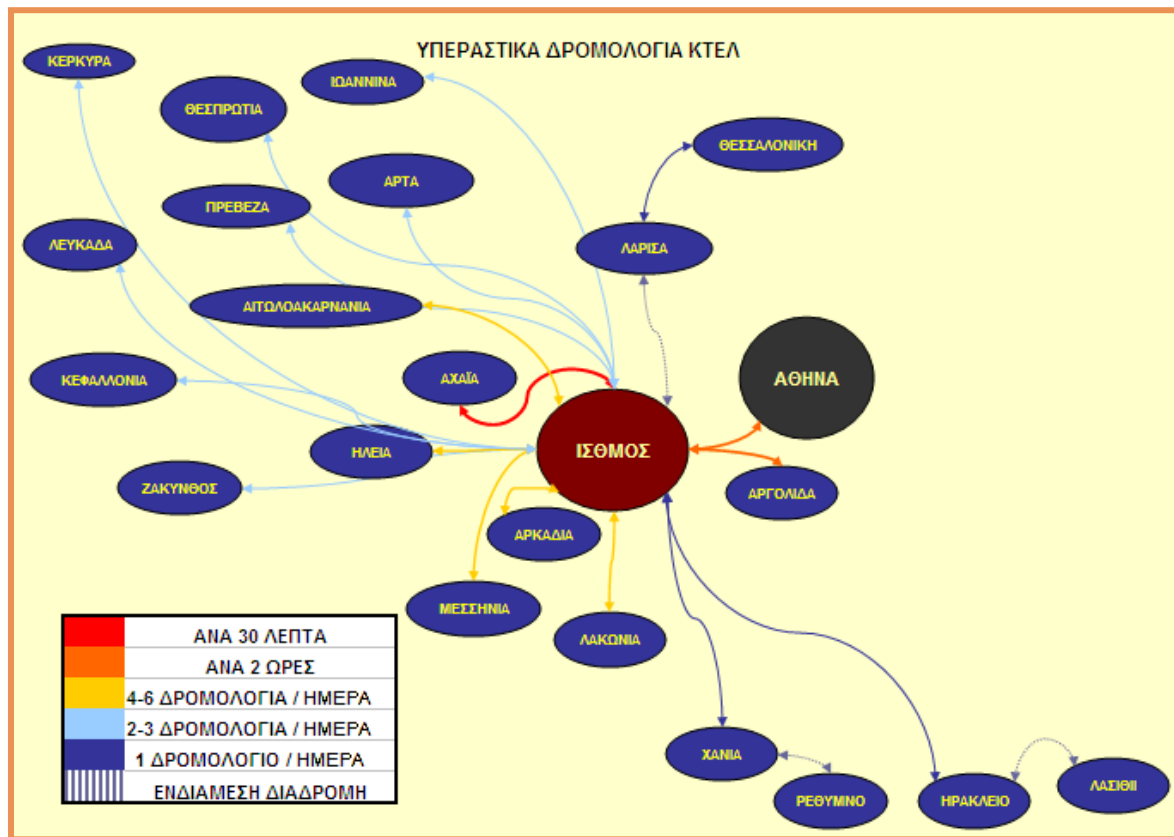 ΥΠΕΡΑΣΤΙΚΑ ΔΡΟΜΟΛΟΓΙΑ ΚΤΕΛ
ΚΕΡΚΥΡΑ
ΙΩΑΝΝΙΝΑ
ΘΕΣΠΡΩΤΙΑ
ΘΕΣΣΑΛΟΝΙΚΗ
ΑΡΤΑ
ΠΡΕΒΕΖΑ
ΛΕΥΚΑΔΑ
ΛΑΡΙΣΑ
ΑΙΤΩΛΟΑΚΑΡΝΑΝΙΑ
ΚΕΦΑΛΛΟΝΙΑ
ΑΧΑΪΑ
ΑΘΗΝΑ
ΗΛΕΙΑ
ΙΣΘΜΟΣ
ΖΑΚΥΝΘΟΣ
ΑΡΓΟΛΙΔΑ
ΑΡΚΑΔΙΑ
ΜΕΣΣΗΝΙΑ
ΛΑΚΩΝΙΑ
ΑΝΑ 30 ΛΕΠΤΑ
ΑΝΑ 2 ΩΡΕΣ
4-6 ΔΡΟΜΟΛΟΓΙΑ / ΗΜΕΡΑ
2-3 ΔΡΟΜΟΛΟΓΙΑ / ΗΜΕΡΑ
1 ΔΡΟΜΟΛΟΓΙΟ / ΗΜΕΡΑ
ΕΝΔΙΑΜΕΣΗ ΔΙΑΔΡΟΜΗ
ΧΑΝΙΑ
ΡΕΘΥΜΝΟ
ΗΡΑΚΛΕΙΟ
ΛΑΣΙΘΙΙ